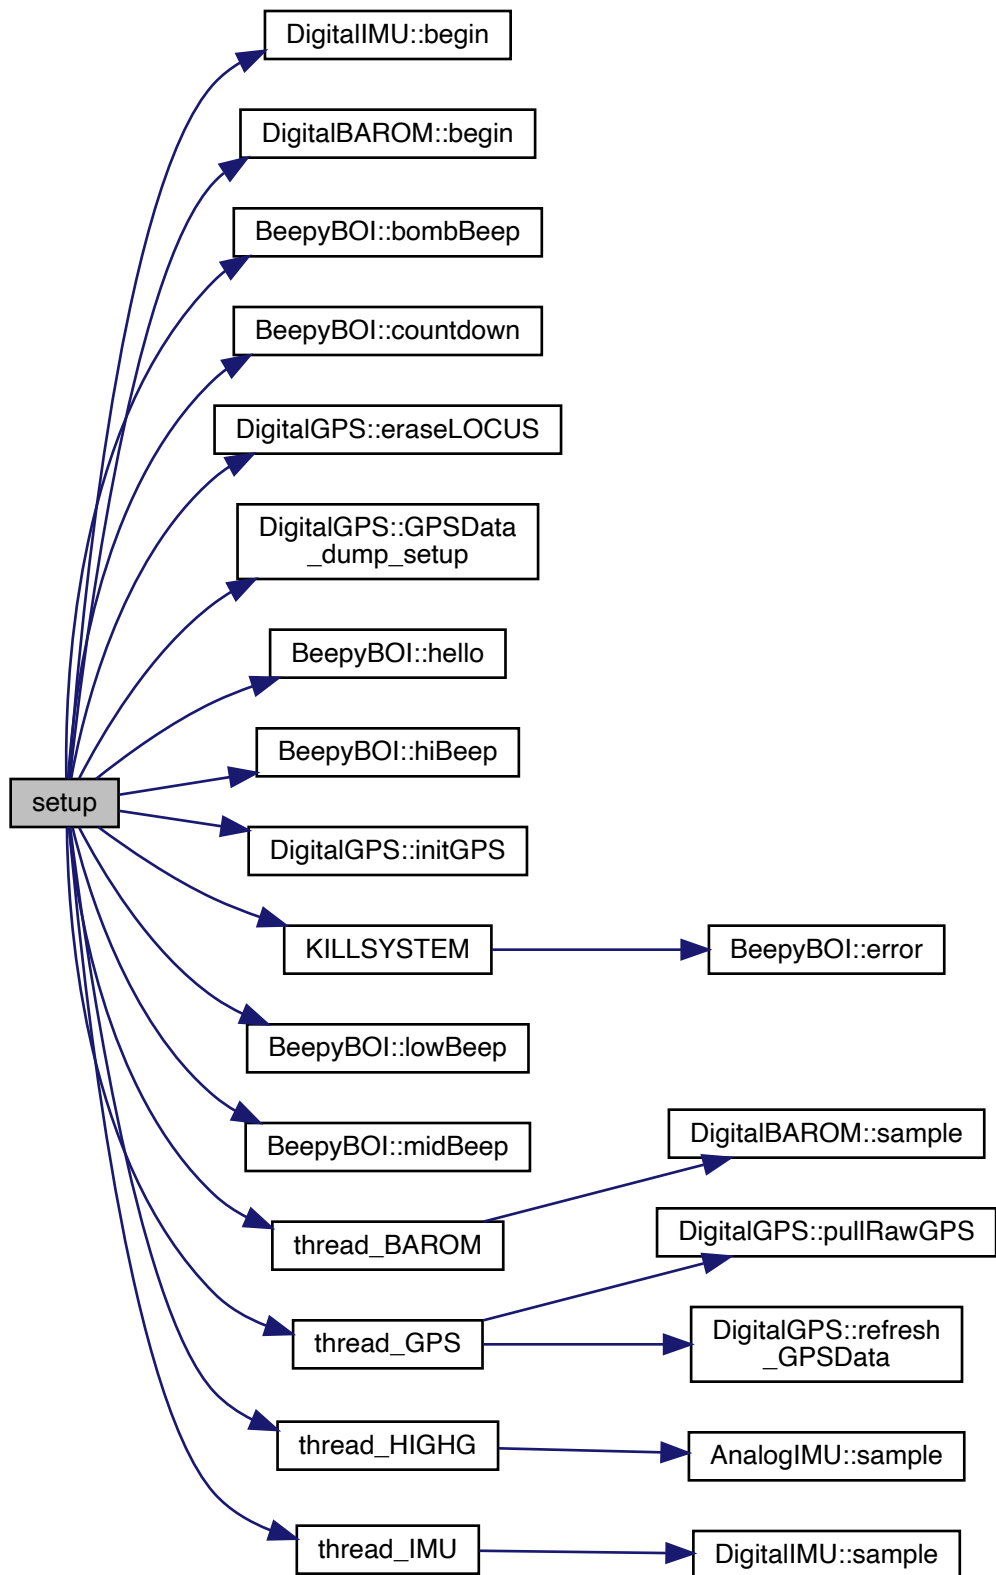 DigitalIMU::begin
DigitalBAROM::begin
BeepyBOI::bombBeep
BeepyBOI::countdown
DigitalGPS::eraseLOCUS
DigitalGPS::GPSData
_dump_setup
BeepyBOI::hello
BeepyBOI::hiBeep
setup
DigitalGPS::initGPS
KILLSYSTEM
BeepyBOI::error
BeepyBOI::lowBeep
BeepyBOI::midBeep
DigitalBAROM::sample
thread_BAROM
DigitalGPS::pullRawGPS
thread_GPS
DigitalGPS::refresh
_GPSData
thread_HIGHG
AnalogIMU::sample
thread_IMU
DigitalIMU::sample